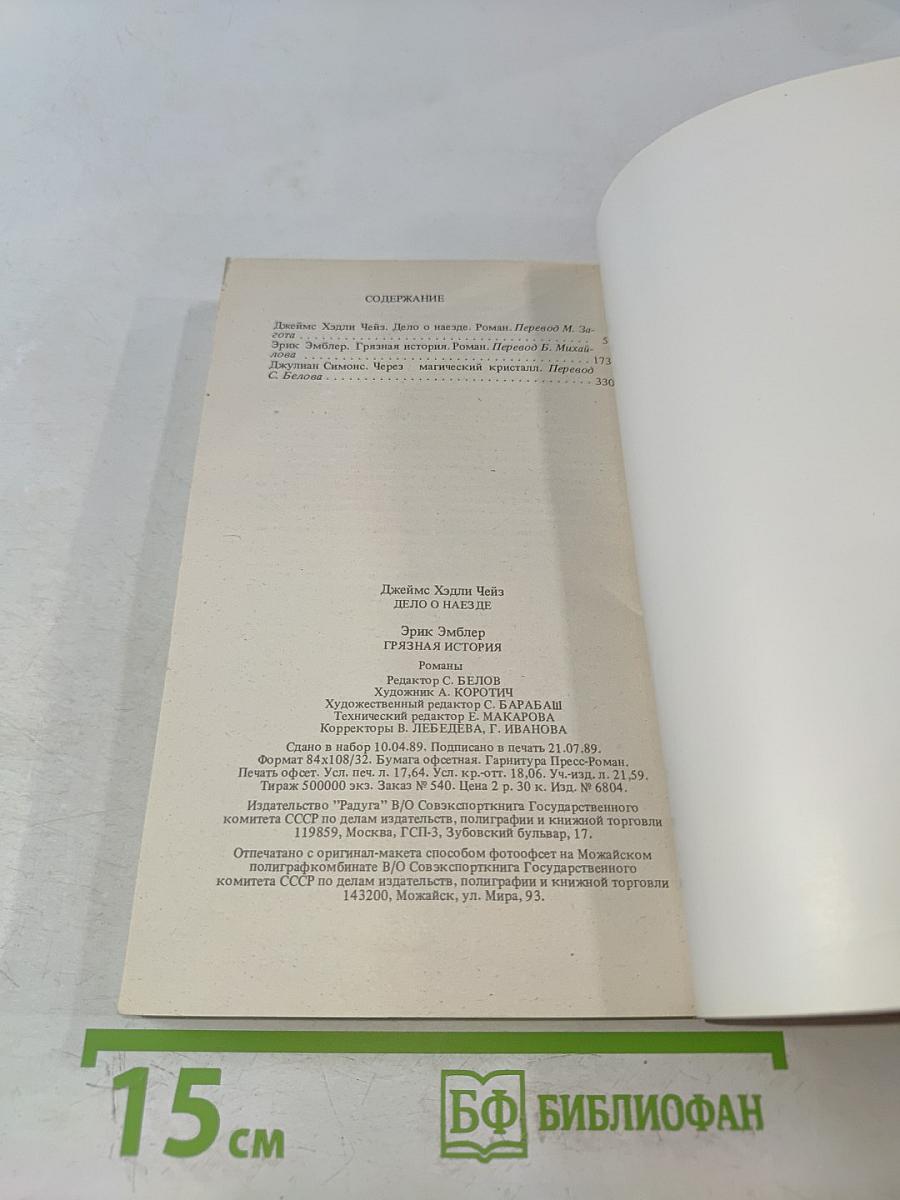 СОДЕРЖАНИЕ
Джеймс Хэдли Чейз. Дело о наезде. Роман. Перевод М. За-
гота . . . . . . . . . . . . . . . . . . . . . . . . . . . . . . . . . . . . 5
Эрик Эмблер. Грязная история. Роман. Перевод Б. Михай-
лова . . . . . . . . . . . . . . . . . . . . . . . . . . . . . . . . . . . 173
Джулиан Симонс. Через магический кристалл. Перевод
С. Белова . . . . . . . . . . . . . . . . . . . . . . . . . . . . . . . . 330
Джеймс Хэдли Чейз
ДЕЛО О НАЕЗДЕ
Эрик Эмблер
ГРЯЗНАЯ ИСТОРИЯ
Романы
Редактор С. БЕЛОВ
Художник А. КОРОТИЧ
Художественный редактор С. БАРАБАШ
Технический редактор Е. МАКАРОВА
Корректоры В. ЛЕБЕДЕВА, Г. ИВАНОВА
Сдано в набор 10.04.89. Подписано в печать 21.07.89.
Формат 84х108/32. Бумага офсетная. Гарнитура Пресс-Роман.
Печать офсет. Усл. печ. л. 17,64. Усл. кр.-отт. 18,06. Уч.-изд. л. 21,59.
Тираж 500000 экз. Заказ № 540. Цена 2 р. 30 к. Изд. № 6804.
Издательство "Радуга" В/О Совэкспорткнига Государственного
комитета СССР по делам издательств, полиграфии и книжной торговли
119859, Москва, ГСП-3, Зубовский бульвар, 17.
Отпечатано с оригинал-макета способом фотоофсет на Можайском
полиграфкомбинате В/О Совэкспорткнига Государственного
комитета СССР по делам издательств, полиграфии и книжной торговли
143200, Можайск, ул. Мира, 93.
15 см
БФ БИБЛИОФАН